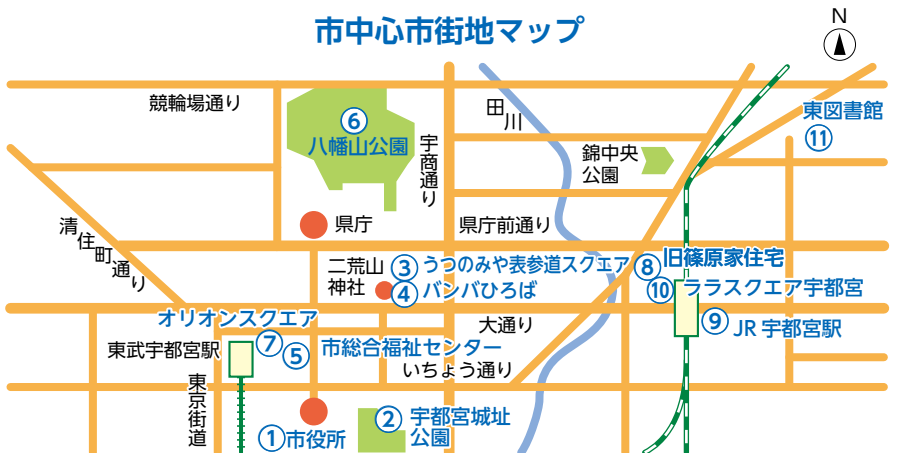 市中心市街地マップ
N
競輪場通り
⑥
八幡山公園
宇商通り
田川
東図書館
⑪
錦中央
公園
清住町通り
県庁
県庁前通り
二荒山
神社
③うつのみや表参道スクエア
④バンバひろば
⑧旧篠原家住宅
⑩ララスクエア宇都宮
⑨JR宇都宮駅
大通り
オリオンスクエア
⑦
東武宇都宮駅
⑤市総合福祉センター
いちょう通り
東京街道
①市役所
②宇都宮城址
公園